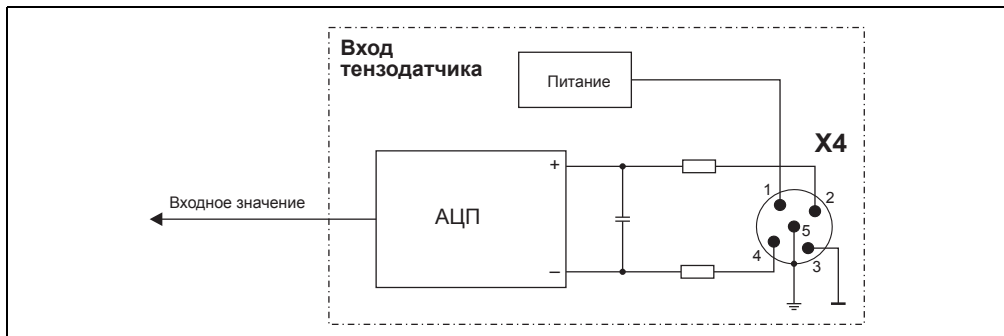 Вход
тензодатчика
Питание
X4
+
1
2
Входное значение
АЦП
5
4
3
–